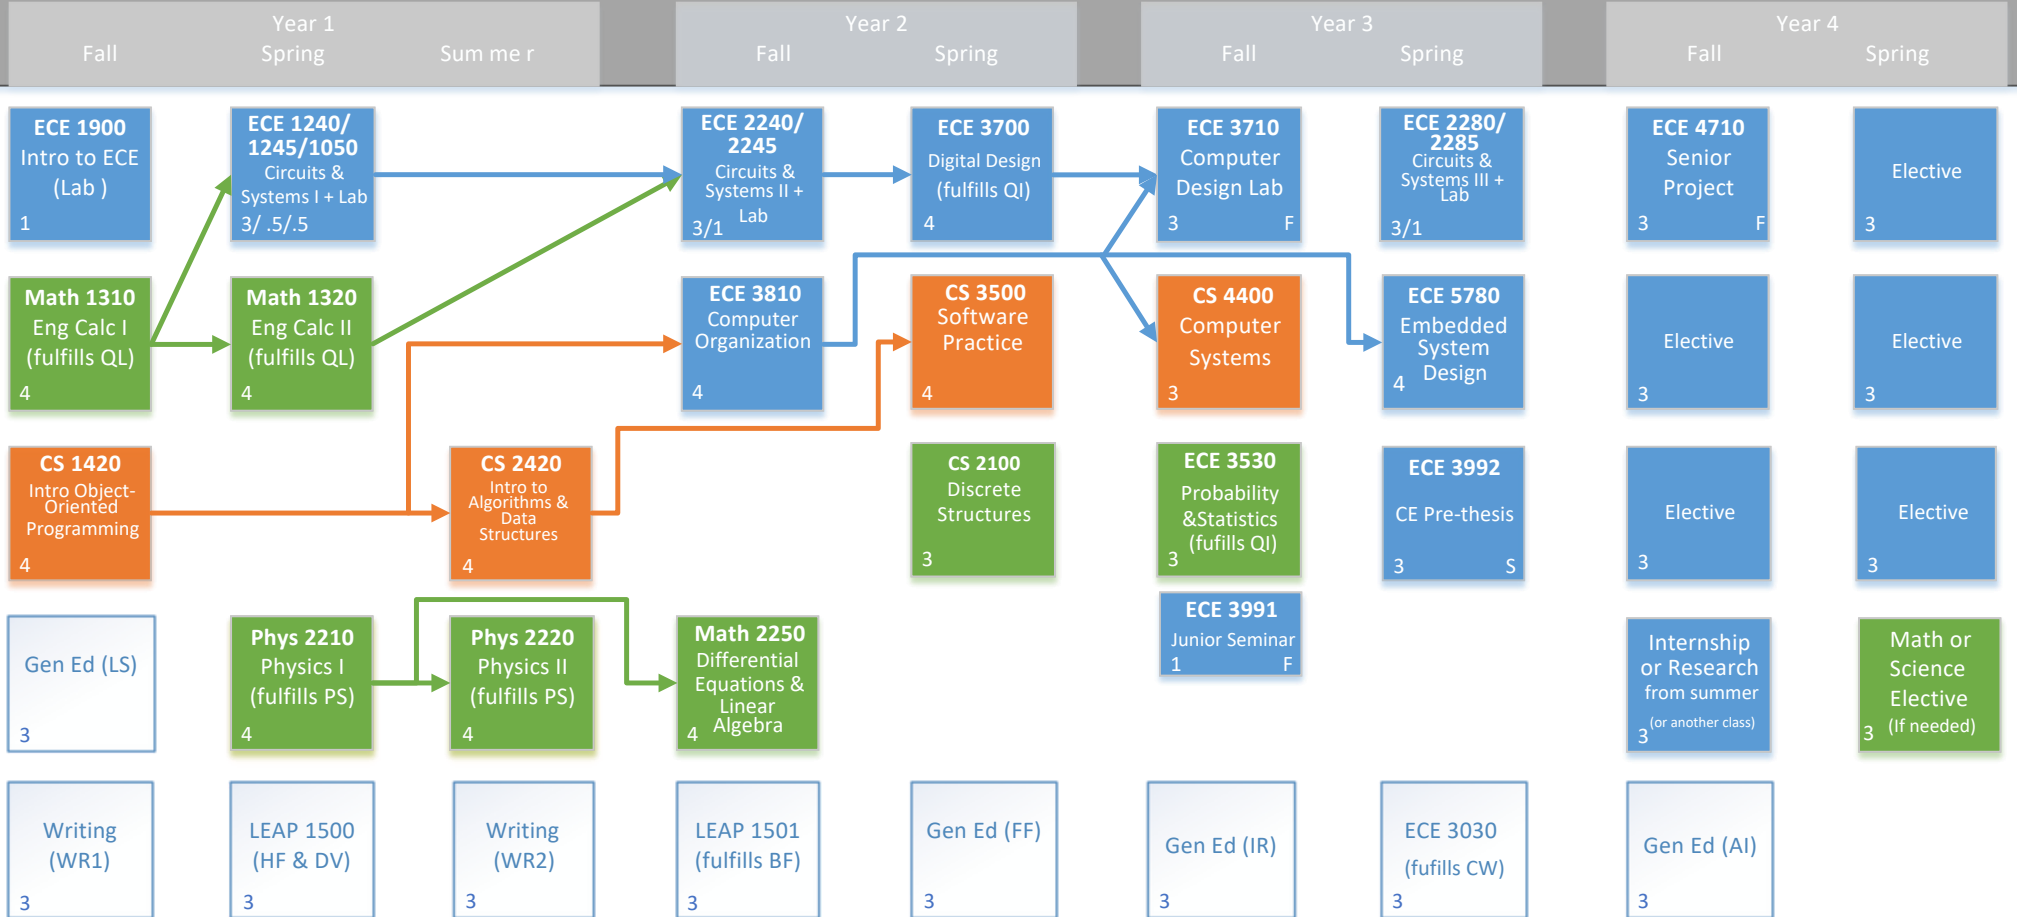 Year 1
Fall
Spring
Sum me r
Year 2
Fall
Spring
Year 3
Fall
Spring
Year 4
Fall
Spring
ECE 1900
Intro to ECE
(Lab )
1
ECE 1240/
1245/1050
Circuits &
Systems I + Lab
3/ .5/.5
ECE 2240/
2245
Circuits &
Systems II +
Lab
3/1
ECE 3700
Digital Design
(fulfills QI)
4
ECE 3710
Computer
Design Lab
3 F
ECE 2280/
2285
Circuits &
Systems III +
Lab
3/1
ECE 4710
Senior
Project
3 F
Elective
3
Math 1310
Eng Calc I
(fulfills QL)
4
Math 1320
Eng Calc II
(fulfills QL)
4
ECE 3810
Computer
Organization
4
CS 3500
Software
Practice
4
CS 4400
Computer
Systems
3
ECE 5780
Embedded
System
Design
4
Elective
3
Elective
3
CS 1420
Intro Object-
Oriented
Programming
4
CS 2420
Intro to
Algorithms &
Data
Structures
4
CS 2100
Discrete
Structures
3
ECE 3530
Probability
&Statistics
(fufills QI)
3
ECE 3992
CE Pre-thesis
3 S
Elective
3
Elective
3
Gen Ed (LS)
3
Phys 2210
Physics I
(fulfills PS)
4
Phys 2220
Physics II
(fulfills PS)
4
Math 2250
Differential
Equations &
Linear
Algebra
4
ECE 3991
Junior Seminar
1 F
Internship
or Research
from summer
(or another class)
3
Math or
Science
Elective
(If needed)
3
Writing
(WR1)
3
LEAP 1500
(HF & DV)
3
Writing
(WR2)
3
LEAP 1501
(fulfills BF)
3
Gen Ed (FF)
3
Gen Ed (IR)
3
ECE 3030
(fufills CW)
3
Gen Ed (AI)
3